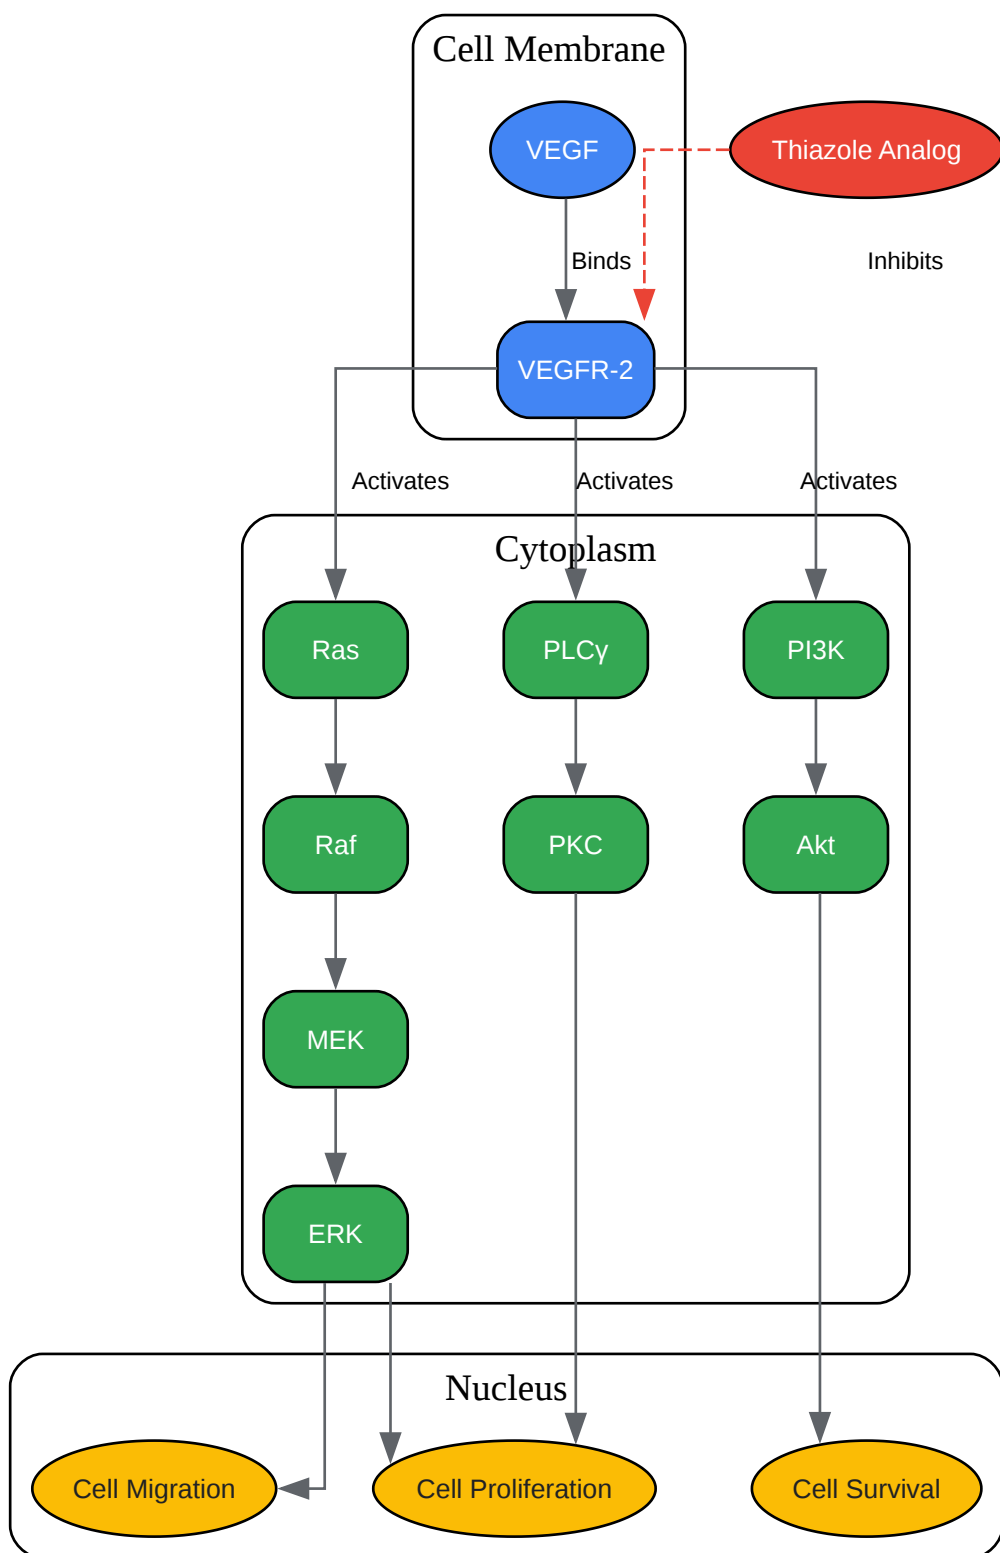 Cell Membrane
VEGF
Thiazole Analog
Binds
Inhibits
VEGFR-2
Activates
Activates
Activates
Cytoplasm
Ras
PLCγ
PI3K
Raf
PKC
Akt
MEK
ERK
Nucleus
Cell Migration
Cell Proliferation
Cell Survival